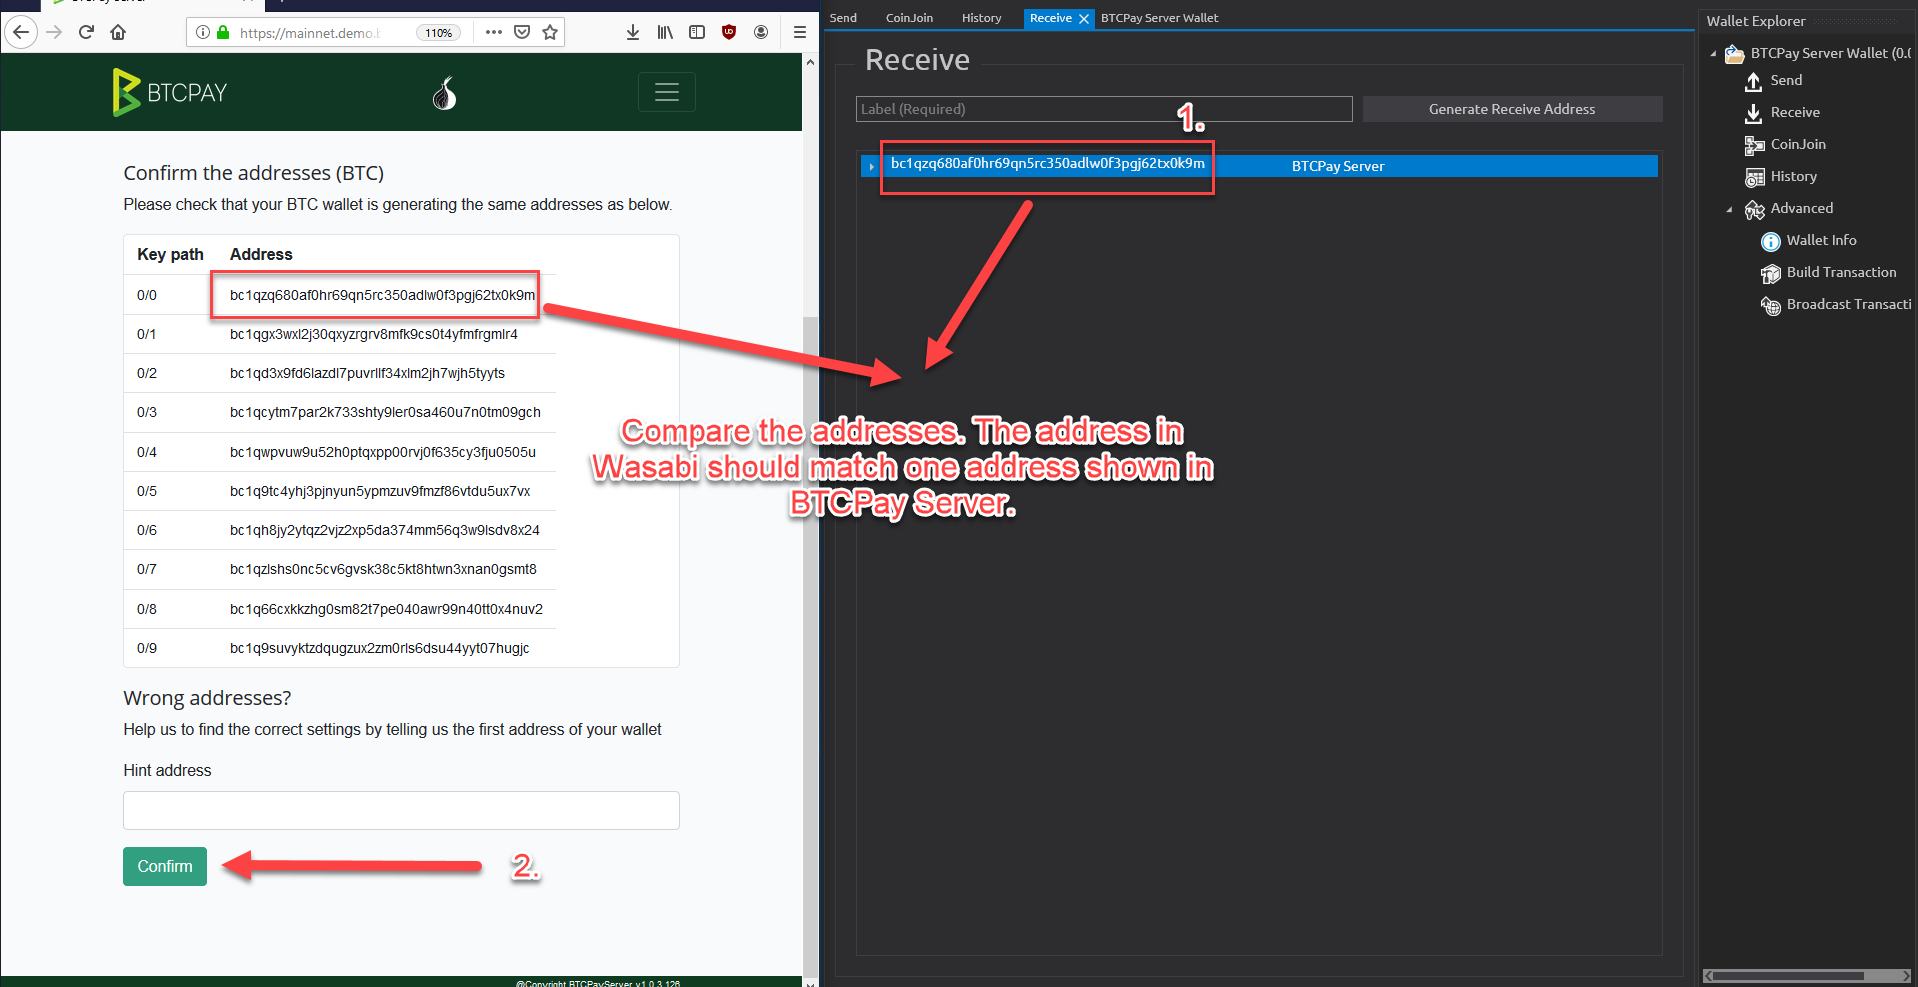 https://mainnet.demo.
110%
BTCPAY
Confirm the addresses (BTC)
Please check that your BTC wallet is generating the same addresses as below.
Key path Address
0/0 bc1qzq680af0hr69qn5rc350adlw0f3pgj62tx0k9m
0/1 bc1qgx3wxl2j30qxyzrgrv8mfk9cs0t4yfmfrgmlr4
0/2 bc1qd3x9fd6lazdl7puvrllf34xlm2jh7wjh5tyyts
0/3 bc1qcytm7par2k733shty9ler0sa460u7n0tm09gch
0/4 bc1qwpvuw9u52h0ptqxpp00rvj0f635cy3fju0505u
0/5 bc1q9tc4yhj3pjnyun5ypmzuv9fmzf86vtdu5ux7vx
0/6 bc1qh8jy2ytqz2vjz2xp5da374mm56q3w9lsdv8x24
0/7 bc1qzlshs0nc5cv6gvsk38c5kt8htwn3xnan0gsmt8
0/8 bc1q66cxkkzhg0sm82t7pe040awr99n40tt0x4nuv2
0/9 bc1q9suvyktzdqugzux2zm0rls6dsu44yyt07hugjc
Wrong addresses?
Help us to find the correct settings by telling us the first address of your wallet
Hint address
Confirm
2.
@Copyright BTCPayServer v1.0.3.126
Send CoinJoin History Receive BTCPay Server Wallet
Receive
Label (Required)
Generate Receive Address
1.
bc1qzq680af0hr69qn5rc350adlw0f3pgj62tx0k9m BTCPay Server
Compare the addresses. The address in
Wasabi should match one address shown in
BTCPay Server.
Wallet Explorer
BTCPay Server Wallet (0.0
Send
Receive
CoinJoin
History
Advanced
Wallet Info
Build Transaction
Broadcast Transacti